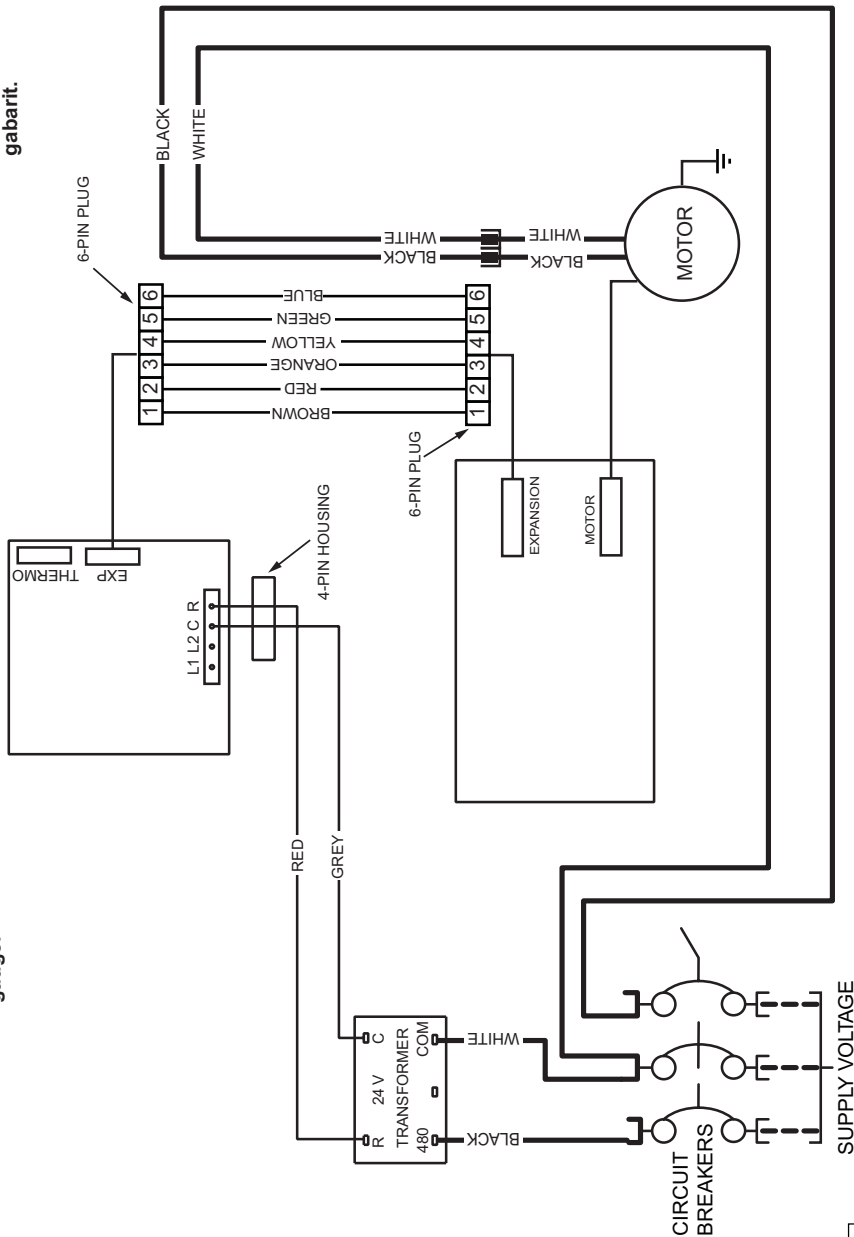 gabarit.
gauge.
BLACK
WHITE
6-PIN PLUG
WHITE
BLACK
WHITE
BLACK
MOTOR
1 2 3 4 5 6
BLUE
GREEN
YELLOW
ORANGE
RED
BROWN
1 2 3 4 5 6
6-PIN PLUG
THERMO
EXP
L1 L2 C R
4-PIN HOUSING
EXPANSION
MOTOR
RED
GREY
R 24 V C
TRANSFORMER
480 COM
WHITE
BLACK
CIRCUIT
BREAKERS
SUPPLY VOLTAGE